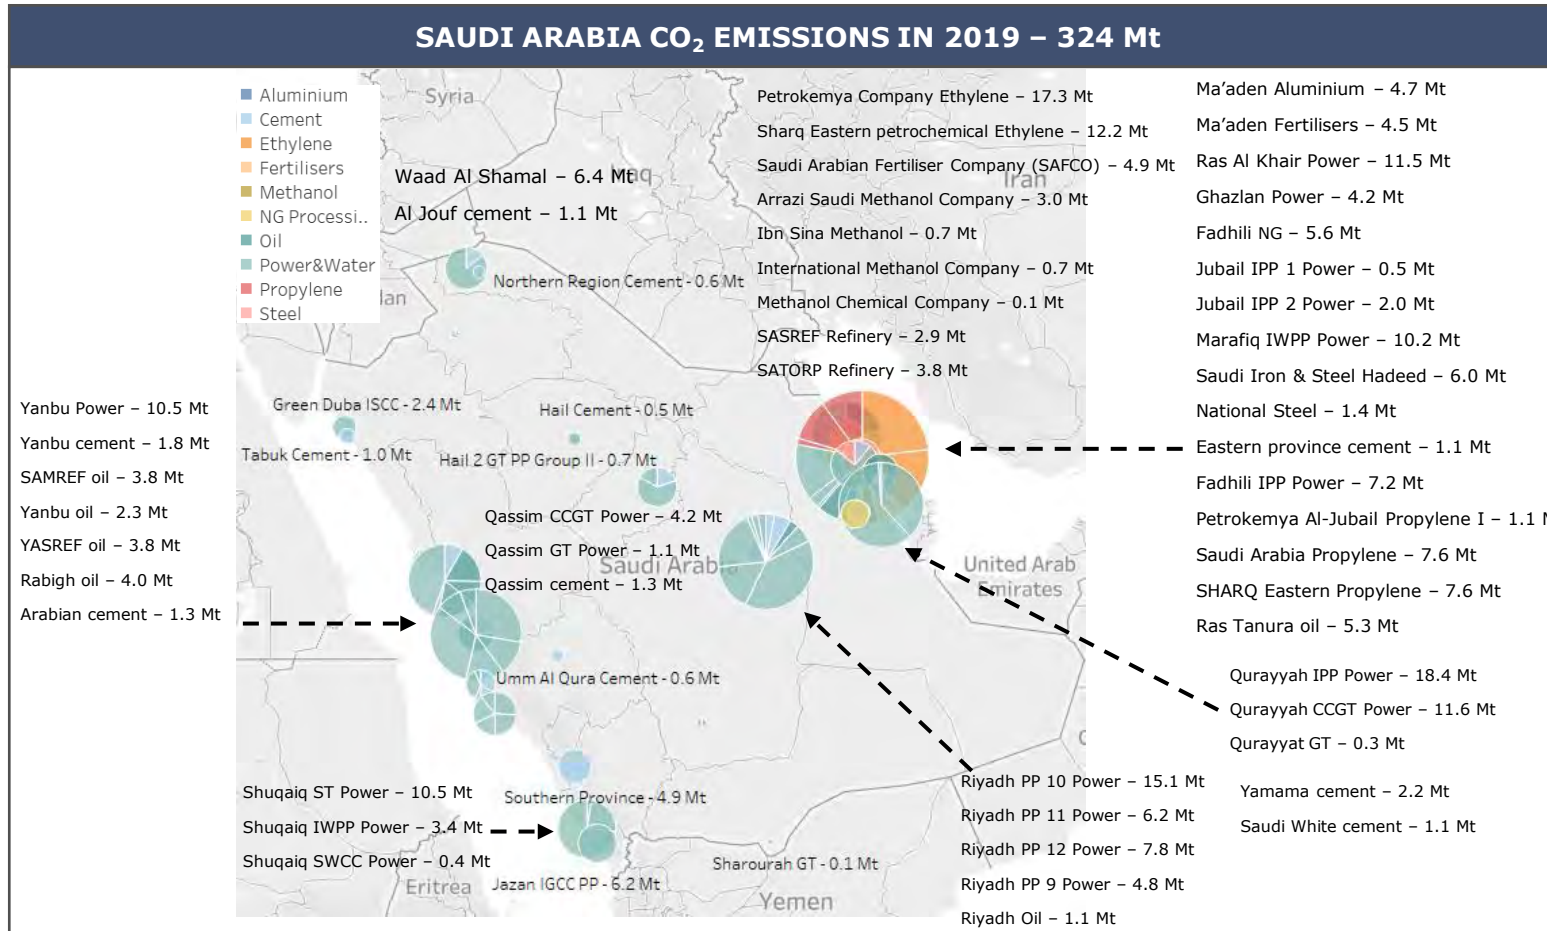 SAUDI ARABIA CO₂ EMISSIONS IN 2019 – 324 Mt
Aluminium
Cement
Ethylene
Fertilisers
Methanol
NG Processi..
Oil
Power&Water
Propylene
Steel
Syria
Iraq
Iran
Waad Al Shamal – 6.4 Mt
Al Jouf cement – 1.1 Mt
Northern Region Cement - 0.6 Mt
Petrokemya Company Ethylene – 17.3 Mt
Sharq Eastern petrochemical Ethylene – 12.2 Mt
Saudi Arabian Fertiliser Company (SAFCO) – 4.9 Mt
Arrazi Saudi Methanol Company – 3.0 Mt
Ibn Sina Methanol – 0.7 Mt
International Methanol Company – 0.7 Mt
Methanol Chemical Company – 0.1 Mt
SASREF Refinery – 2.9 Mt
SATORP Refinery – 3.8 Mt
Ma'aden Aluminium – 4.7 Mt
Ma'aden Fertilisers – 4.5 Mt
Ras Al Khair Power – 11.5 Mt
Ghazlan Power – 4.2 Mt
Fadhili NG – 5.6 Mt
Jubail IPP 1 Power – 0.5 Mt
Jubail IPP 2 Power – 2.0 Mt
Marafiq IWPP Power – 10.2 Mt
Saudi Iron & Steel Hadeed – 6.0 Mt
National Steel – 1.4 Mt
Eastern province cement – 1.1 Mt
Fadhili IPP Power – 7.2 Mt
Petrokemya Al-Jubail Propylene I – 1.1 M
Saudi Arabia Propylene – 7.6 Mt
SHARQ Eastern Propylene – 7.6 Mt
Ras Tanura oil – 5.3 Mt
Yanbu Power – 10.5 Mt
Yanbu cement – 1.8 Mt
SAMREF oil – 3.8 Mt
Yanbu oil – 2.3 Mt
YASREF oil – 3.8 Mt
Rabigh oil – 4.0 Mt
Arabian cement – 1.3 Mt
Green Duba ISCC - 2.4 Mt
Tabuk Cement - 1.0 Mt
Hail Cement - 0.5 Mt
Hail 2 GT PP Group II - 0.7 Mt
Qassim CCGT Power – 4.2 Mt
Qassim GT Power – 1.1 Mt
Qassim cement – 1.3 Mt
Saudi Arab
United Arab
Emirates
Umm Al Qura Cement - 0.6 Mt
Qurayyah IPP Power – 18.4 Mt
Qurayyah CCGT Power – 11.6 Mt
Qurayyat GT – 0.3 Mt
Shuqaiq ST Power – 10.5 Mt
Shuqaiq IWPP Power – 3.4 Mt
Shuqaiq SWCC Power – 0.4 Mt
Southern Province - 4.9 Mt
Jazan IGCC PP - 6.2 Mt
Sharourah GT - 0.1 Mt
Eritrea
Yemen
Riyadh PP 10 Power – 15.1 Mt
Riyadh PP 11 Power – 6.2 Mt
Riyadh PP 12 Power – 7.8 Mt
Riyadh PP 9 Power – 4.8 Mt
Riyadh Oil – 1.1 Mt
Yamama cement – 2.2 Mt
Saudi White cement – 1.1 Mt